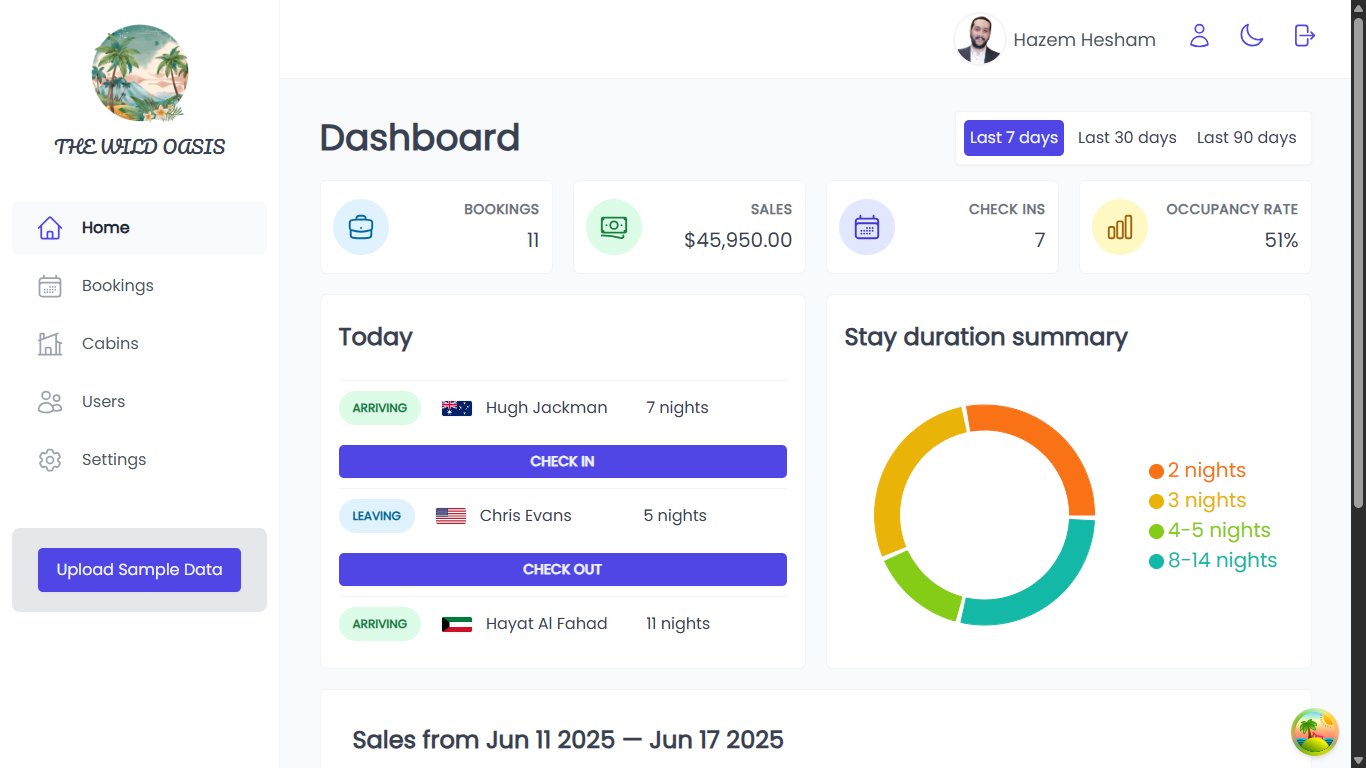 THE WILD OASIS
Home
Bookings
Cabins
Users
Settings
Upload Sample Data
Hazem Hesham
Dashboard
Last 7 days Last 30 days Last 90 days
BOOKINGS
11
SALES
$45,950.00
CHECK INS
7
OCCUPANCY RATE
51%
Today
ARRIVING Hugh Jackman 7 nights
CHECK IN
LEAVING Chris Evans 5 nights
CHECK OUT
ARRIVING Hayat Al Fahad 11 nights
Stay duration summary
2 nights
3 nights
4-5 nights
8-14 nights
Sales from Jun 11 2025 — Jun 17 2025